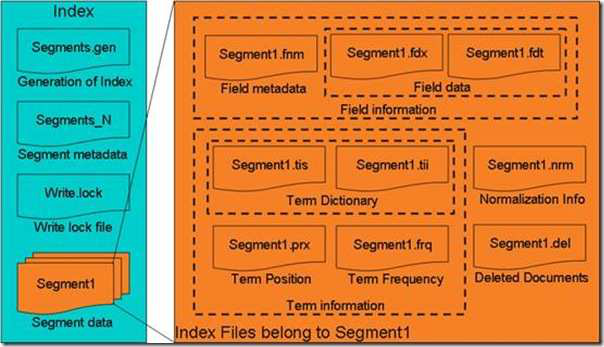 Index
Segments.gen
Generation of Index
Segments_N
Segment metadata
Write.lock
Write lock file
Segment1
Segment data
Segment1.fnm
Field metadata
Segment1.fdx
Segment1.fdt
Field data
Field information
Segment1.tis
Segment1.tii
Term Dictionary
Segment1.prx
Term Position
Segment1.frq
Term Frequency
Term information
Segment1.nrm
Normalization Info
Segment1.del
Deleted Documents
Index Files belong to Segment1